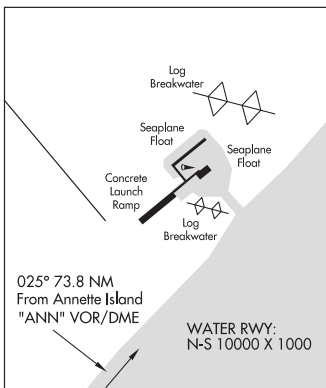 Log
Breakwater
Seaplane
Float
Seaplane
Float
Concrete
Launch
Ramp
Log
Breakwater
025° 73.8 NM
From Annette Island
"ANN" VOR/DME
WATER RWY:
N-S 10000 X 1000